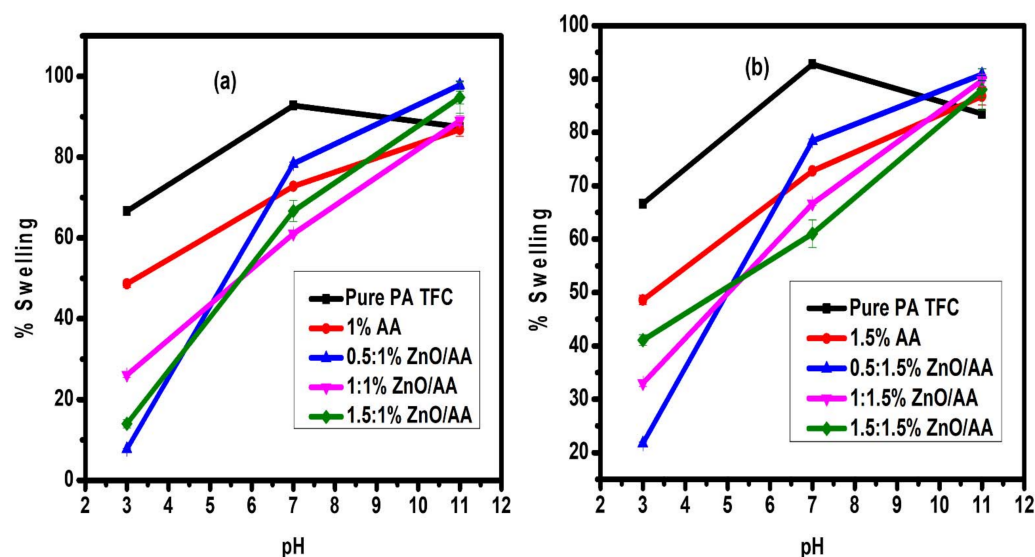 (a)
% Swelling
100
80
60
40
20
0
Pure PA TFC
1% AA
0.5:1% ZnO/AA
1:1% ZnO/AA
1.5:1% ZnO/AA
2 3 4 5 6 7 8 9 10 11 12
pH
(b)
% Swelling
100
90
80
70
60
50
40
30
20
Pure PA TFC
1.5% AA
0.5:1.5% ZnO/AA
1:1.5% ZnO/AA
1.5:1.5% ZnO/AA
2 3 4 5 6 7 8 9 10 11 12
pH